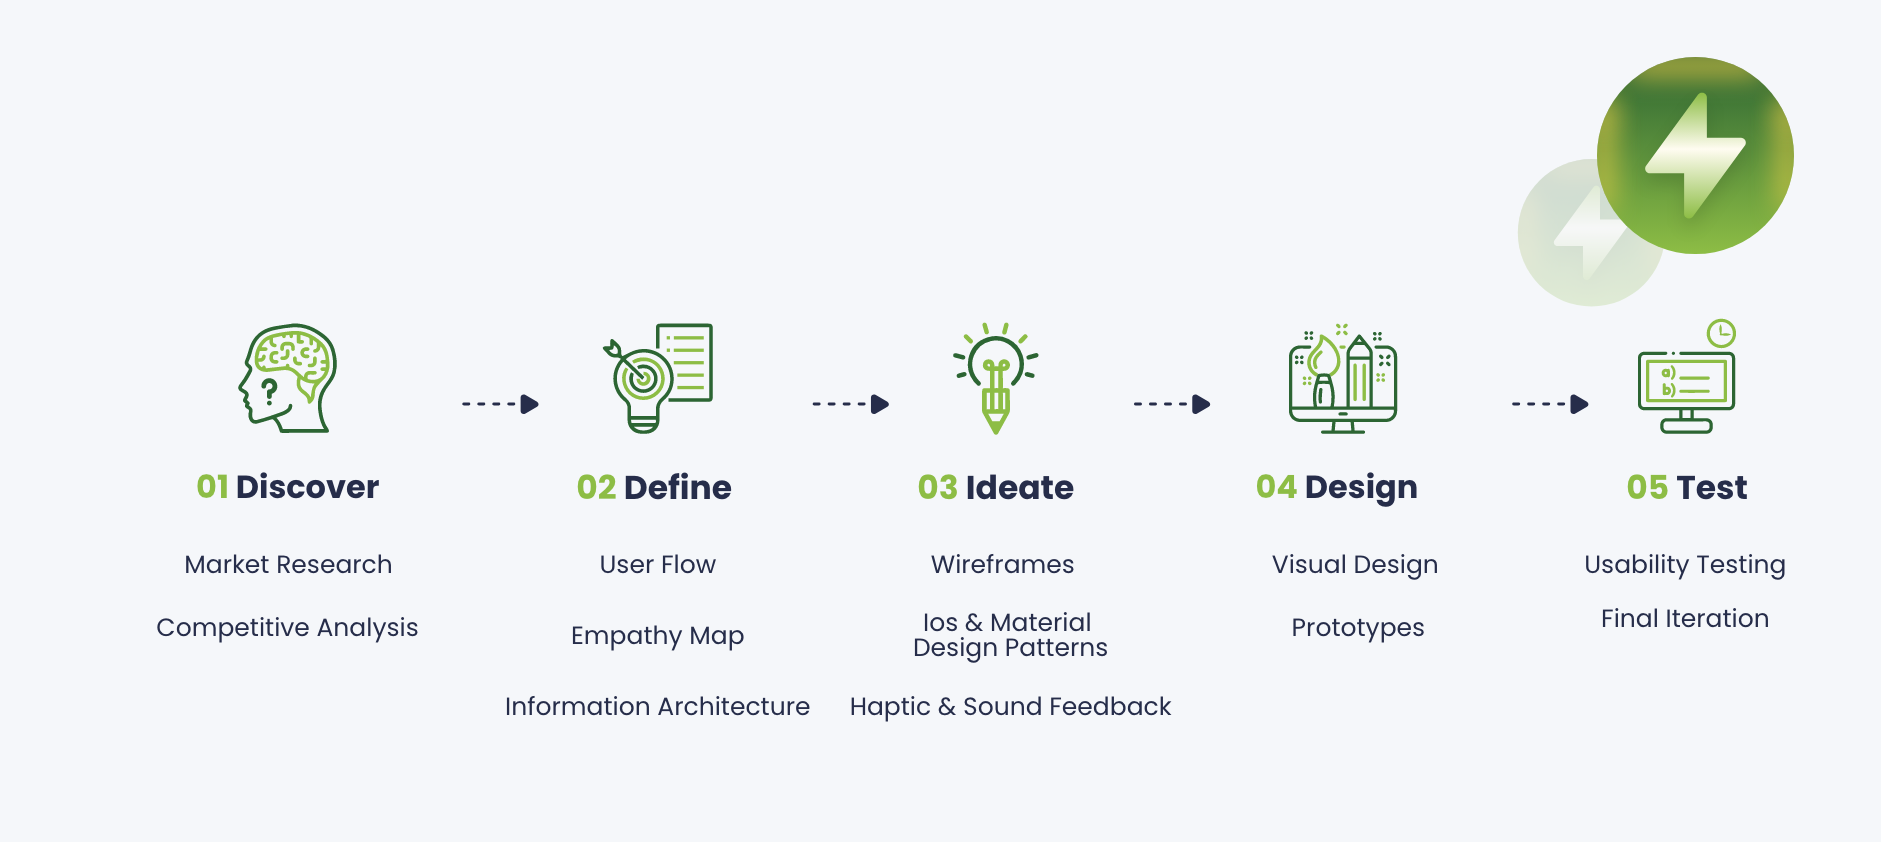 01 Discover
Market Research
Competitive Analysis
02 Define
User Flow
Empathy Map
Information Architecture
03 Ideate
Wireframes
Ios & Material
Design Patterns
Haptic & Sound Feedback
04 Design
Visual Design
Prototypes
a)
b)
05 Test
Usability Testing
Final Iteration